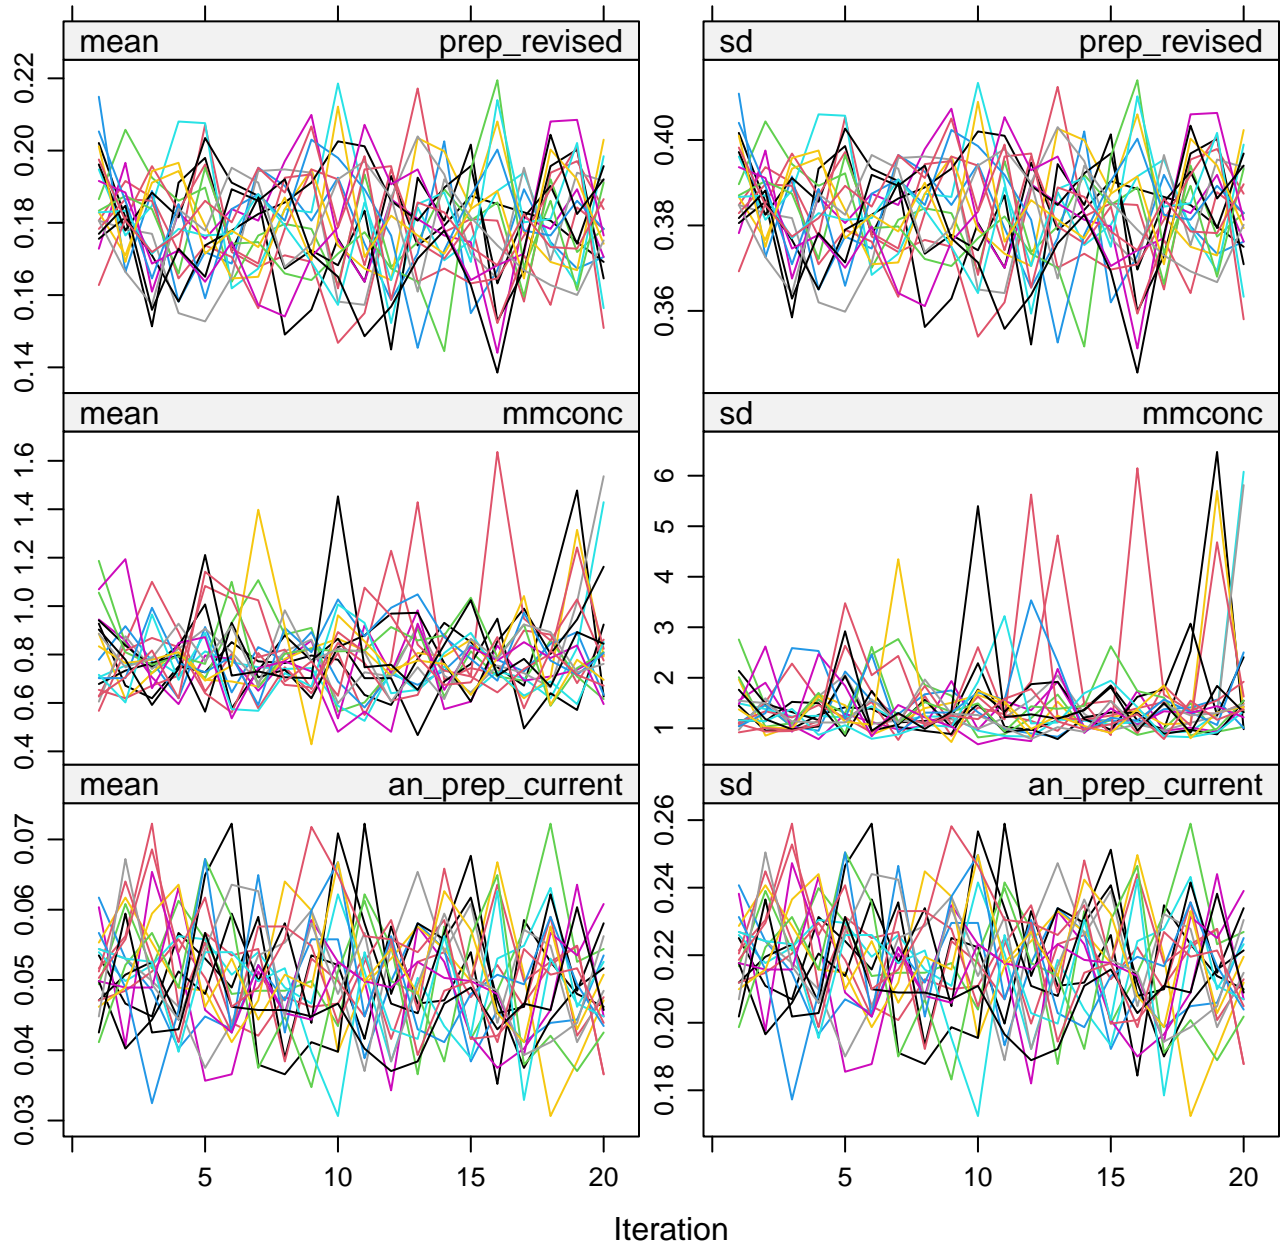 mean prep_revised sd prep_revised
0.22 0.20 0.18 0.16 0.14
0.40 0.38 0.36
mean mmconc sd mmconc
1.6 1.4 1.2 1.0 0.8 0.6 0.4
6 5 4 3 2 1
mean an_prep_current sd an_prep_current
0.07 0.06 0.05 0.04 0.03
0.26 0.24 0.22 0.20 0.18
5 10 15 20 5 10 15 20
Iteration